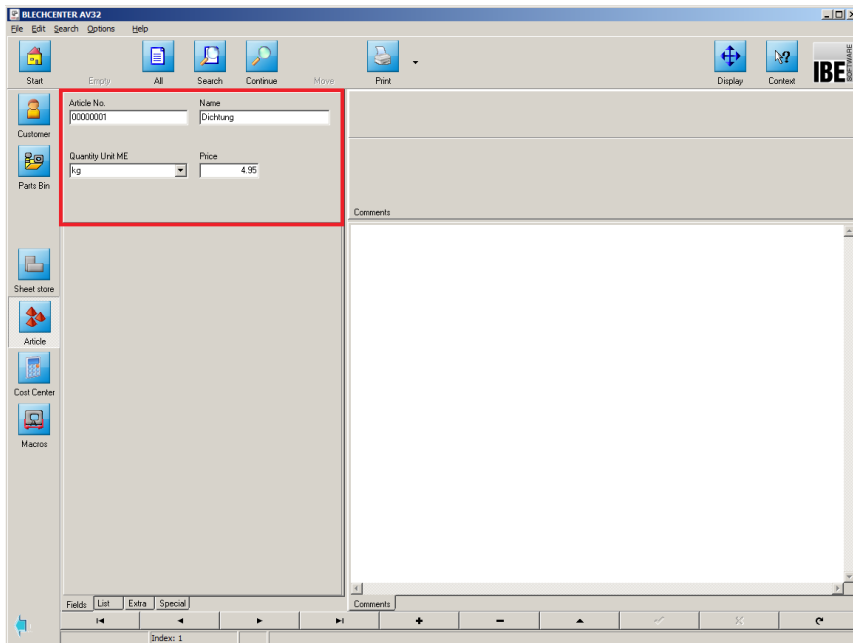 BLECHCENTER AV32
File Edit Search Options Help
Start Empty All Search Continue Move Print Display Context IBE SOFTWARE
Customer
Parts Bin
Sheet store
Article
Cost Center
Macros
Article No. Name
00000001 Dichtung
Quantity Unit ME Price
kg 4.95
Comments
Fields List Extra Special
Comments
Index: 1